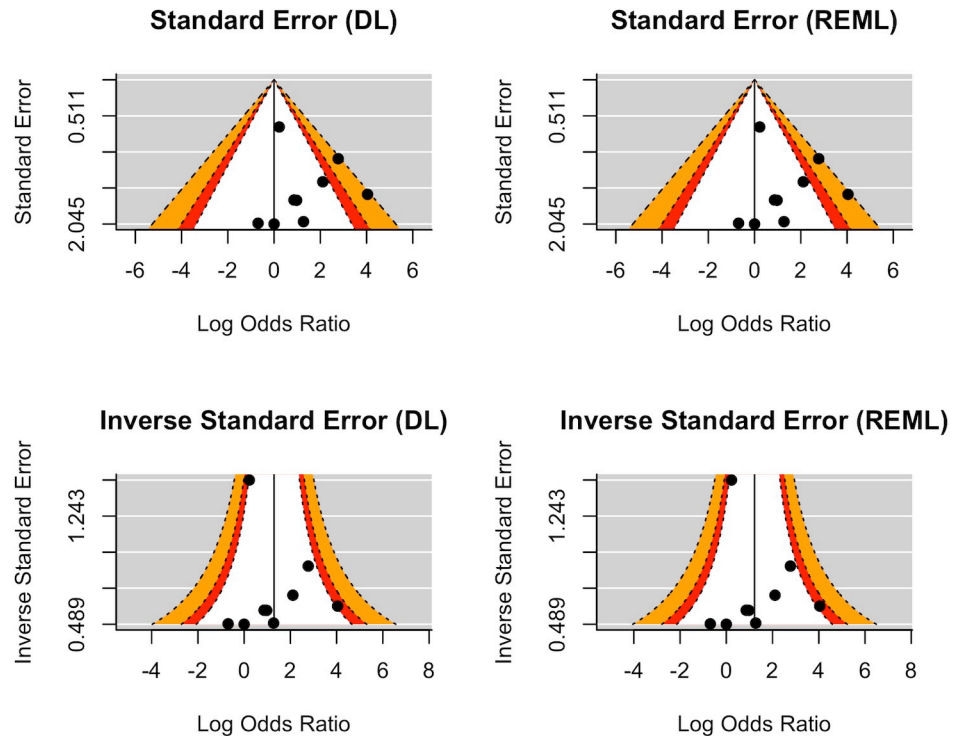 Standard Error (DL)
Standard Error
0.511
2.045
-6 -4 -2 0 2 4 6
Log Odds Ratio
Standard Error (REML)
Standard Error
0.511
2.045
-6 -4 -2 0 2 4 6
Log Odds Ratio
Inverse Standard Error (DL)
Inverse Standard Error
1.243
0.489
-4 -2 0 2 4 6 8
Log Odds Ratio
Inverse Standard Error (REML)
Inverse Standard Error
1.243
0.489
-4 -2 0 2 4 6 8
Log Odds Ratio